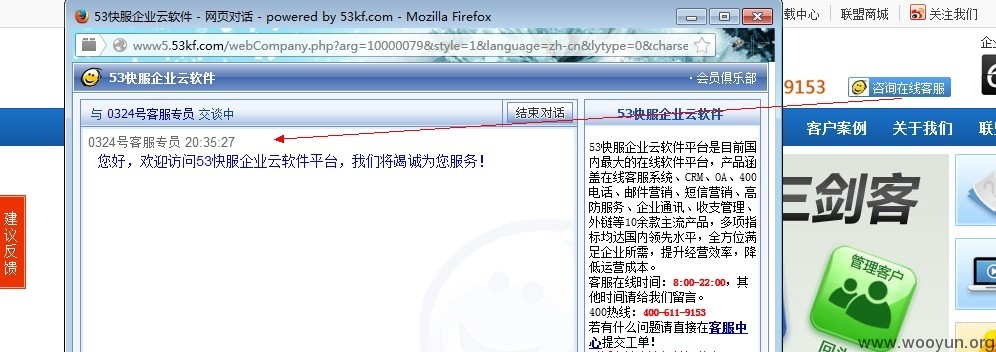 53快服企业云软件 - 网页对话 - powered by 53kf.com - Mozilla Firefox
www5.53kf.com/webCompany.php?arg=10000079&style=1&language=zh-cn&lytype=0&charse
53快服企业云软件
·会员俱乐部
与 0324号客服专员 交谈中
结束对话
0324号客服专员 20:35:27
您好，欢迎访问53快服企业云软件平台，我们将竭诚为您服务！
53快服企业云软件
53快服企业云软件平台是目前国
内最大的在线软件平台，产品涵
盖在线客服系统、CRM、OA、400
电话、邮件营销、短信营销、高
防服务、企业通讯、收支管理、
外链等10余款主流产品，多项指
标均达国内领先水平，全方位满
足企业所需，提升经营效率，降
低运营成本。
客服在线时间：8:00-22:00，其
他时间请给我们留言。
400热线：400-611-9153
若有什么问题请直接在客服中
心提交工单！
载中心
联盟商城
关注我们
企
9153
咨询在线客服
客户案例
关于我们
联
三剑客
管理客户
建议反馈
www.wooyun.org